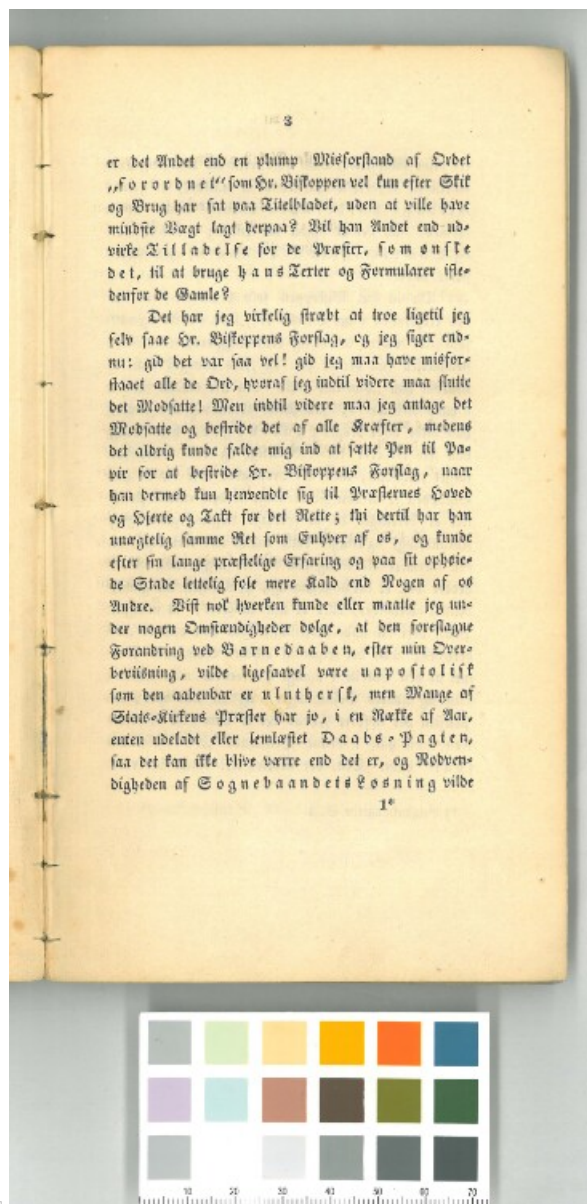 3
er det Andet end en plump Misforstand af Ordet
„forordnet“ som Hr. Biskoppen vel kun efter Skik
og Brug har sat paa Titelbladet, uden at ville have
mindste Vægt lagt derpaa? Vil han Andet end ud-
virke Tilladelse for de Præster, som ønske
det, til at bruge hans Texter og Formularer iste-
denfor de Gamle?
Det har jeg virkelig stræbt at troe ligetil jeg
selv saae Hr. Biskoppens Forslag, og jeg siger end-
nu: gid det var saa vel! gid jeg maa have misfor-
staaet alle de Ord, hvoraf jeg indtil videre maa slutte
det Modsatte! Men indtil videre maa jeg antage det
Modsatte og bestride det af alle Kræfter, medens
det aldrig kunde falde mig ind at sætte Pen til Pa-
pir for at bestride Hr. Biskoppens Forslag, naar
han dermed kun henvendte sig til Præsternes Hoved
og Hjerte og Takt for det Rette; thi dertil har han
unægtelig samme Ret som Enhver af os, og kunde
efter sin lange præstelige Erfaring og paa sit ophøie-
de Stade lettelig føle mere Kald end Nogen af os
Andre. Vist nok hverken kunde eller maatte jeg un-
der nogen Omstændigheder dølge, at den foreslagne
Forandring ved Barnedaaben, efter min Over-
beviisning, vilde ligesaavel være uapostolisk
som den aabenbar er uluthersk, men Mange af
Stats-Kirkens Præster har jo, i en Række af Aar,
enten udeladt eller lemlæstet Daabs-Pagten,
saa det kan ikke blive værre end det er, og Nødven-
digheden af Sognebaandets Løsning vilde
1*
10 20 30 40 50 60 70